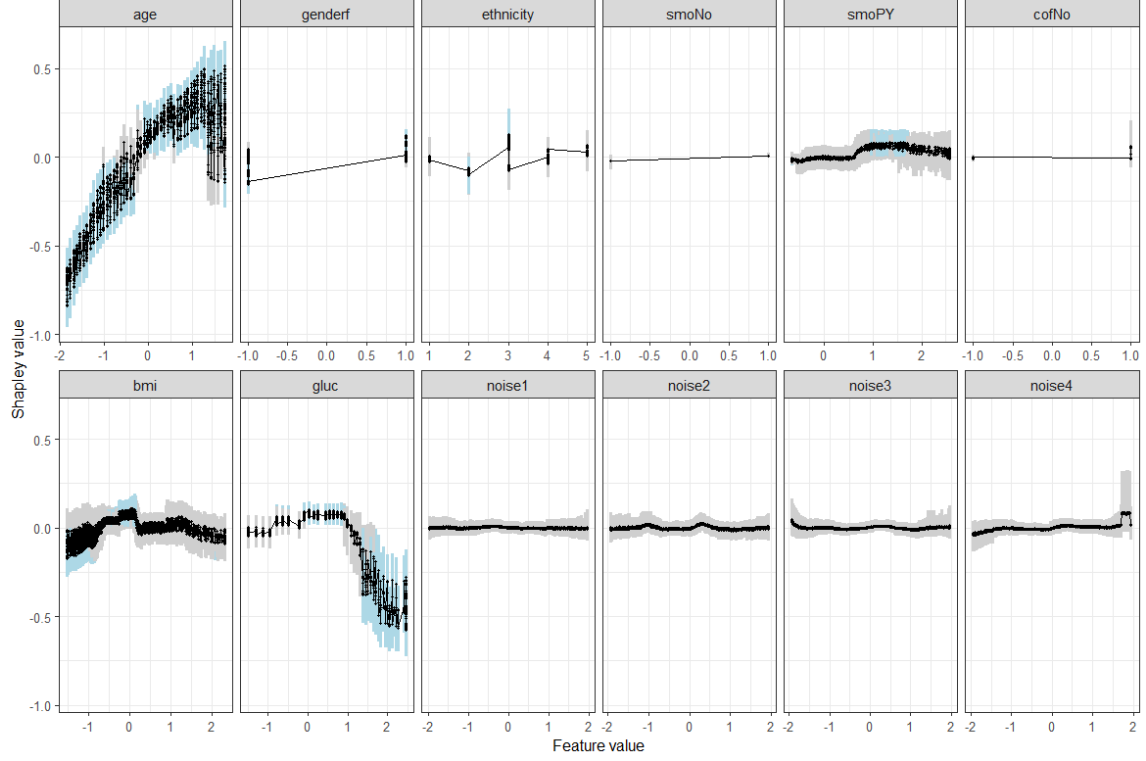 age genderf ethnicity smoNo smoPY cofNo
0.5
0.0
-0.5
-1.0
-2 -1 0 1 -1.0 -0.5 0.0 0.5 1.0 1 2 3 4 5 -1.0 -0.5 0.0 0.5 1.0 0 1 2 -1.0 -0.5 0.0 0.5 1.0
Shapley value
bmi gluc noise1 noise2 noise3 noise4
0.5
0.0
-0.5
-1.0
-1 0 1 2 -1 0 1 2 -2 -1 0 1 2 -2 -1 0 1 2 -2 -1 0 1 2 -2 -1 0 1 2
Feature value